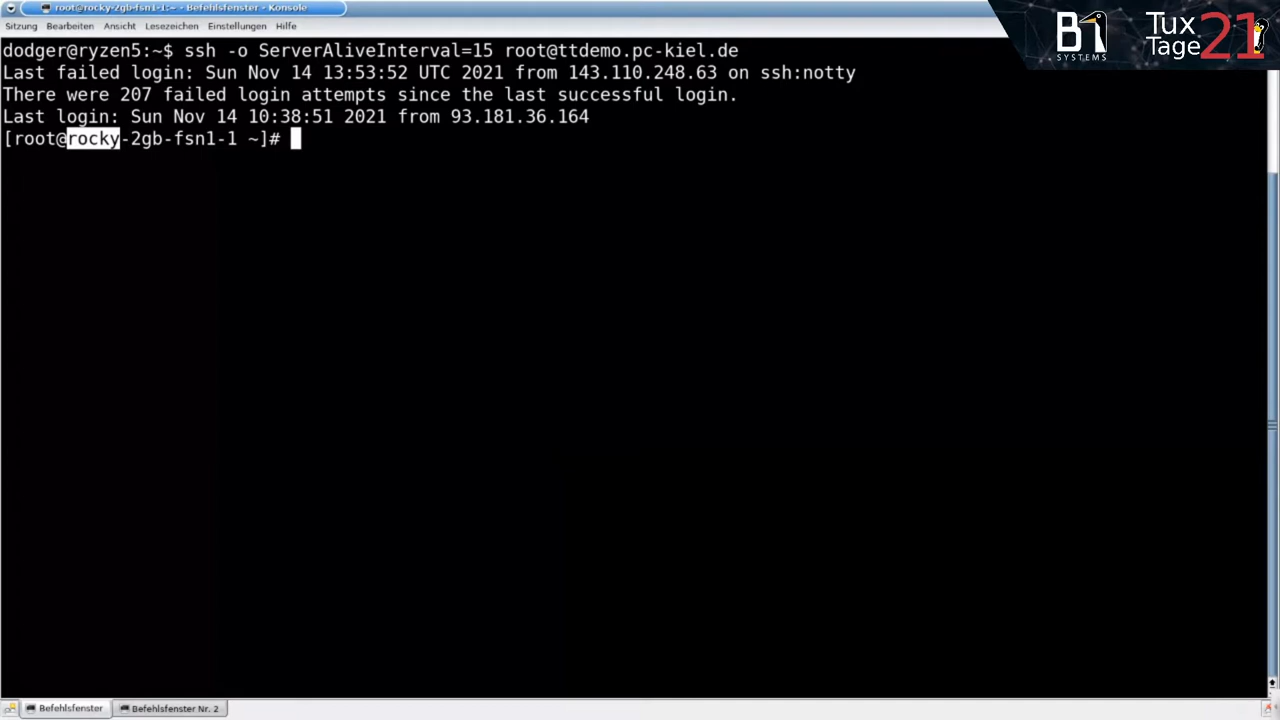 root@rocky-2gb-fsn1-1:~ - Befehlsfenster - Konsole
Sitzung Bearbeiten Ansicht Lesezeichen Einstellungen Hilfe
B1 SYSTEMS
Tux Tage 21
dodger@ryzen5:~$ ssh -o ServerAliveInterval=15 root@ttdemo.pc-kiel.de
Last failed login: Sun Nov 14 13:53:52 UTC 2021 from 143.110.248.63 on ssh:notty
There were 207 failed login attempts since the last successful login.
Last login: Sun Nov 14 10:38:51 2021 from 93.181.36.164
[root@rocky-2gb-fsn1-1 ~]#
Befehlsfenster Befehlsfenster Nr. 2